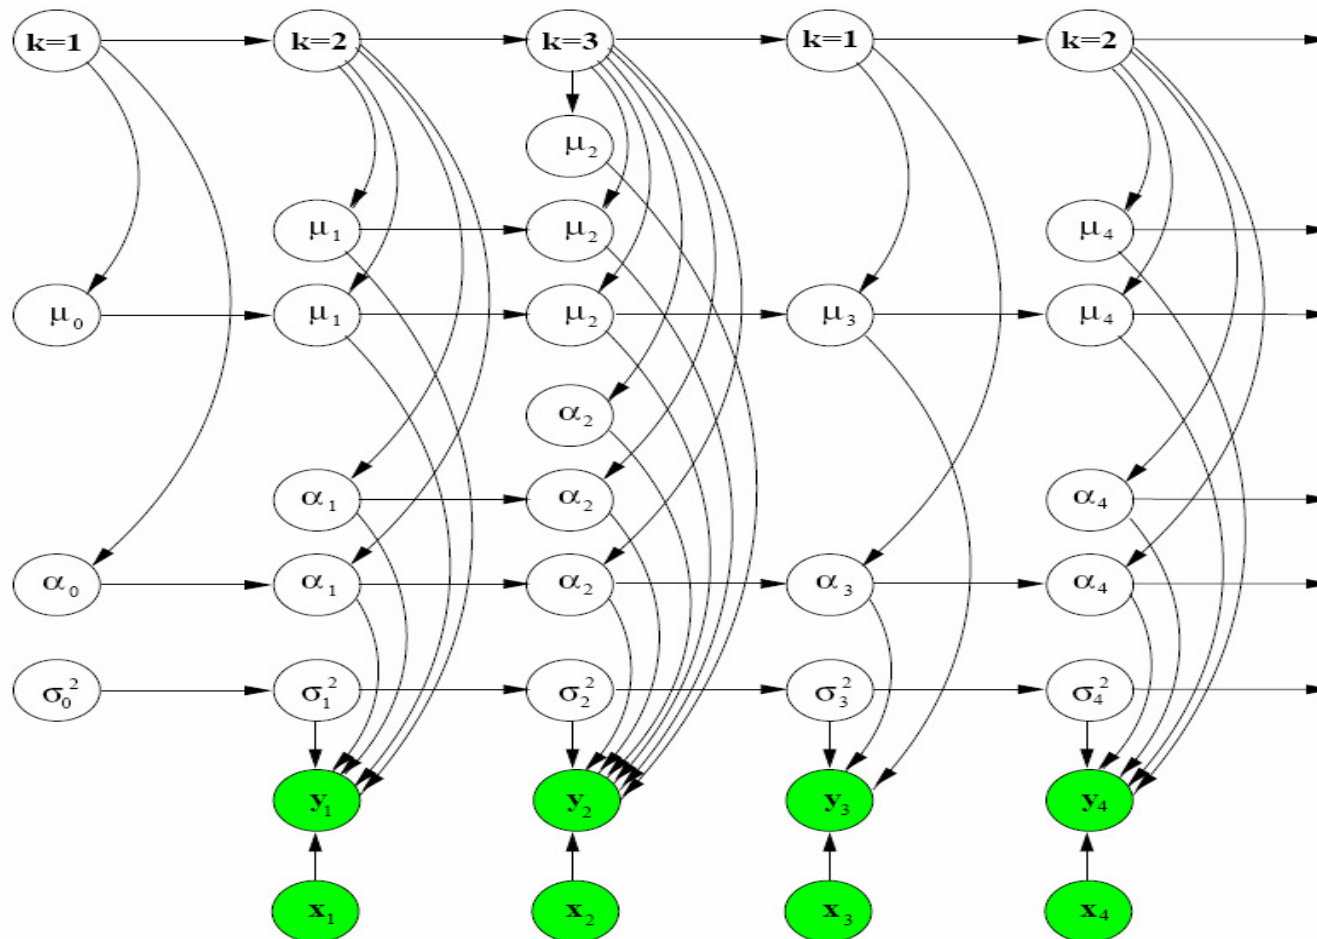 k=1 k=2 k=3 k=1 k=2
μ₂
μ₁ μ₂ μ₄
μ₀ μ₁ μ₂ μ₃ μ₄
α₂
α₁ α₂ α₄
α₀ α₁ α₂ α₃ α₄
σ₀² σ₁² σ₂² σ₃² σ₄²
y₁ y₂ y₃ y₄
x₁ x₂ x₃ x₄